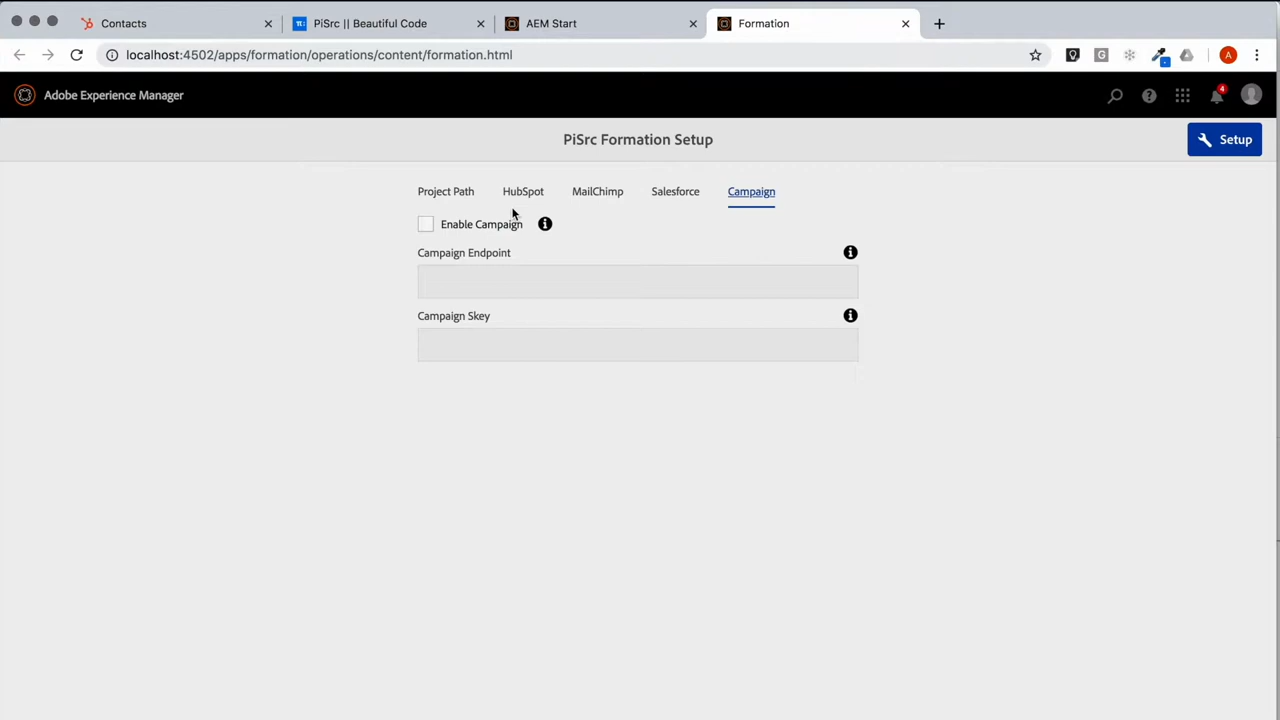 Contacts
PiSrc || Beautiful Code
AEM Start
Formation
localhost:4502/apps/formation/operations/content/formation.html
G
A
Adobe Experience Manager
4
PiSrc Formation Setup
Setup
Project Path
HubSpot
MailChimp
Salesforce
Campaign
Enable Campaign
Campaign Endpoint
Campaign Skey